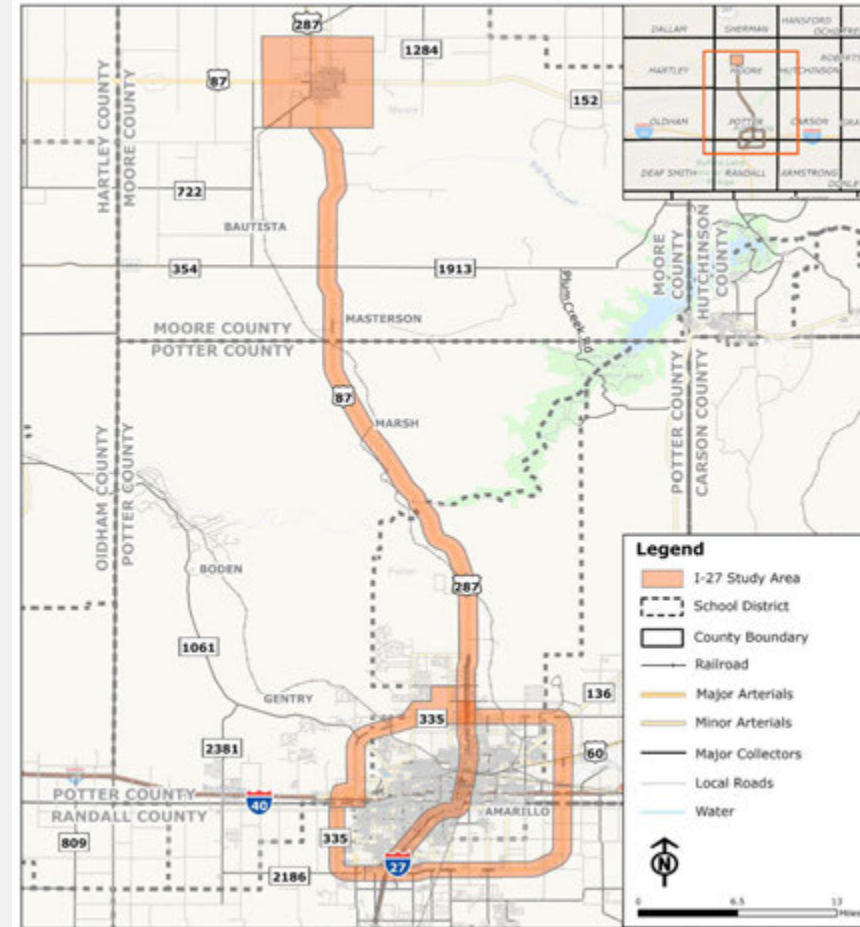 287
1284
87
152
HARTLEY COUNTY
MOORE COUNTY
722
BAUTISTA
354
1913
MASTERSON
MOORE COUNTY
POTTER COUNTY
Plum Creek Rd
MOORE COUNTY
HUTCHINSON COUNTY
87
MARSH
POTTER COUNTY
CARSON COUNTY
OLDHAM COUNTY
POTTER COUNTY
BODEN
287
1061
GENTRY
136
335
2381
60
POTTER COUNTY
40
RANDALL COUNTY
AMARILLO
335
809
27
2186
DALLAM
SHERMAN
HANSFORD
HARTLEY
MOORE
HUTCHINSON
OLDHAM
POTTER
CARSON
DEAF SMITH
RANDALL
ARMSTRONG
Legend
I-27 Study Area
School District
County Boundary
Railroad
Major Arterials
Minor Arterials
Major Collectors
Local Roads
Water
N
0
6.5
13
Miles